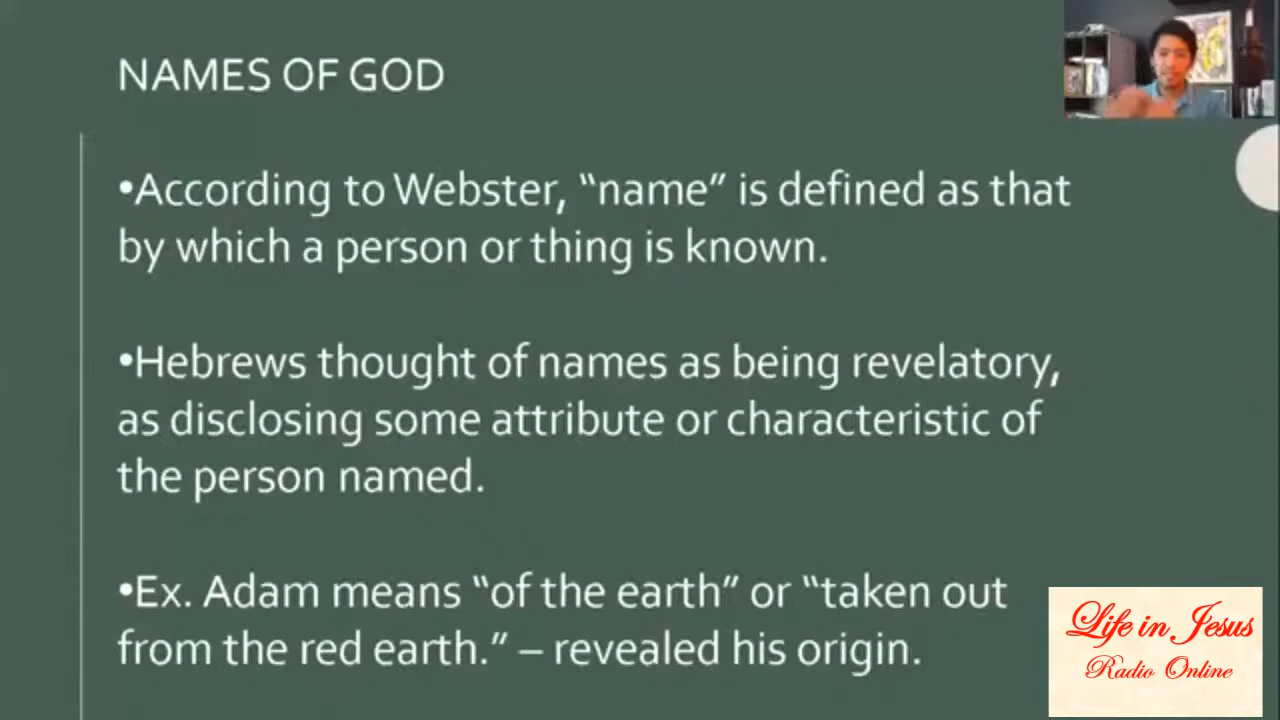 NAMES OF GOD
•According to Webster, “name” is defined as that
by which a person or thing is known.
•Hebrews thought of names as being revelatory,
as disclosing some attribute or characteristic of
the person named.
•Ex. Adam means “of the earth” or “taken out
from the red earth.” – revealed his origin.
Life in Jesus
Radio Online